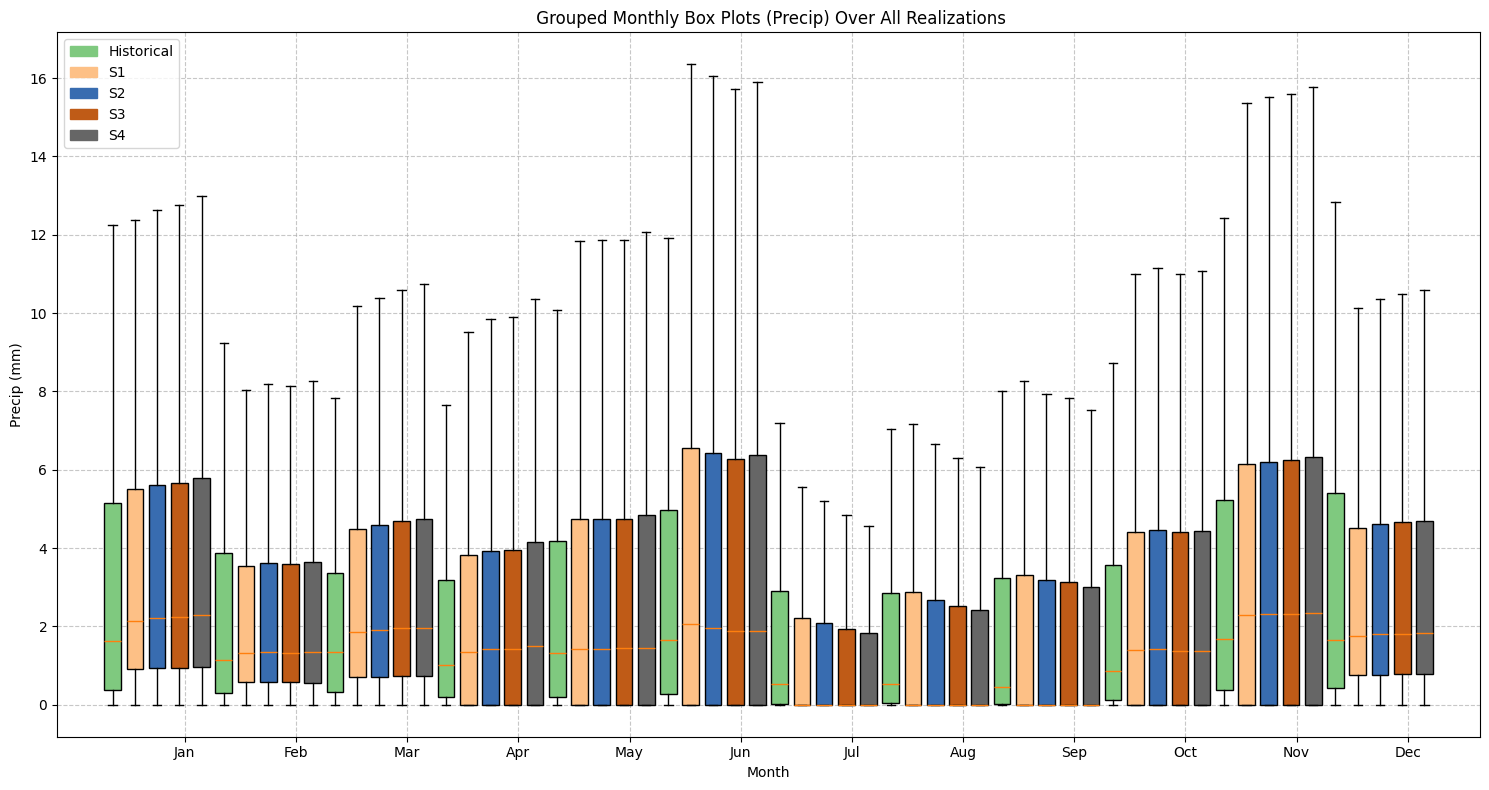 Grouped Monthly Box Plots (Precip) Over All Realizations
Historical
S1
S2
S3
S4
16
14
12
10
8
6
4
2
0
Precip (mm)
Jan Feb Mar Apr May Jun Jul Aug Sep Oct Nov Dec
Month